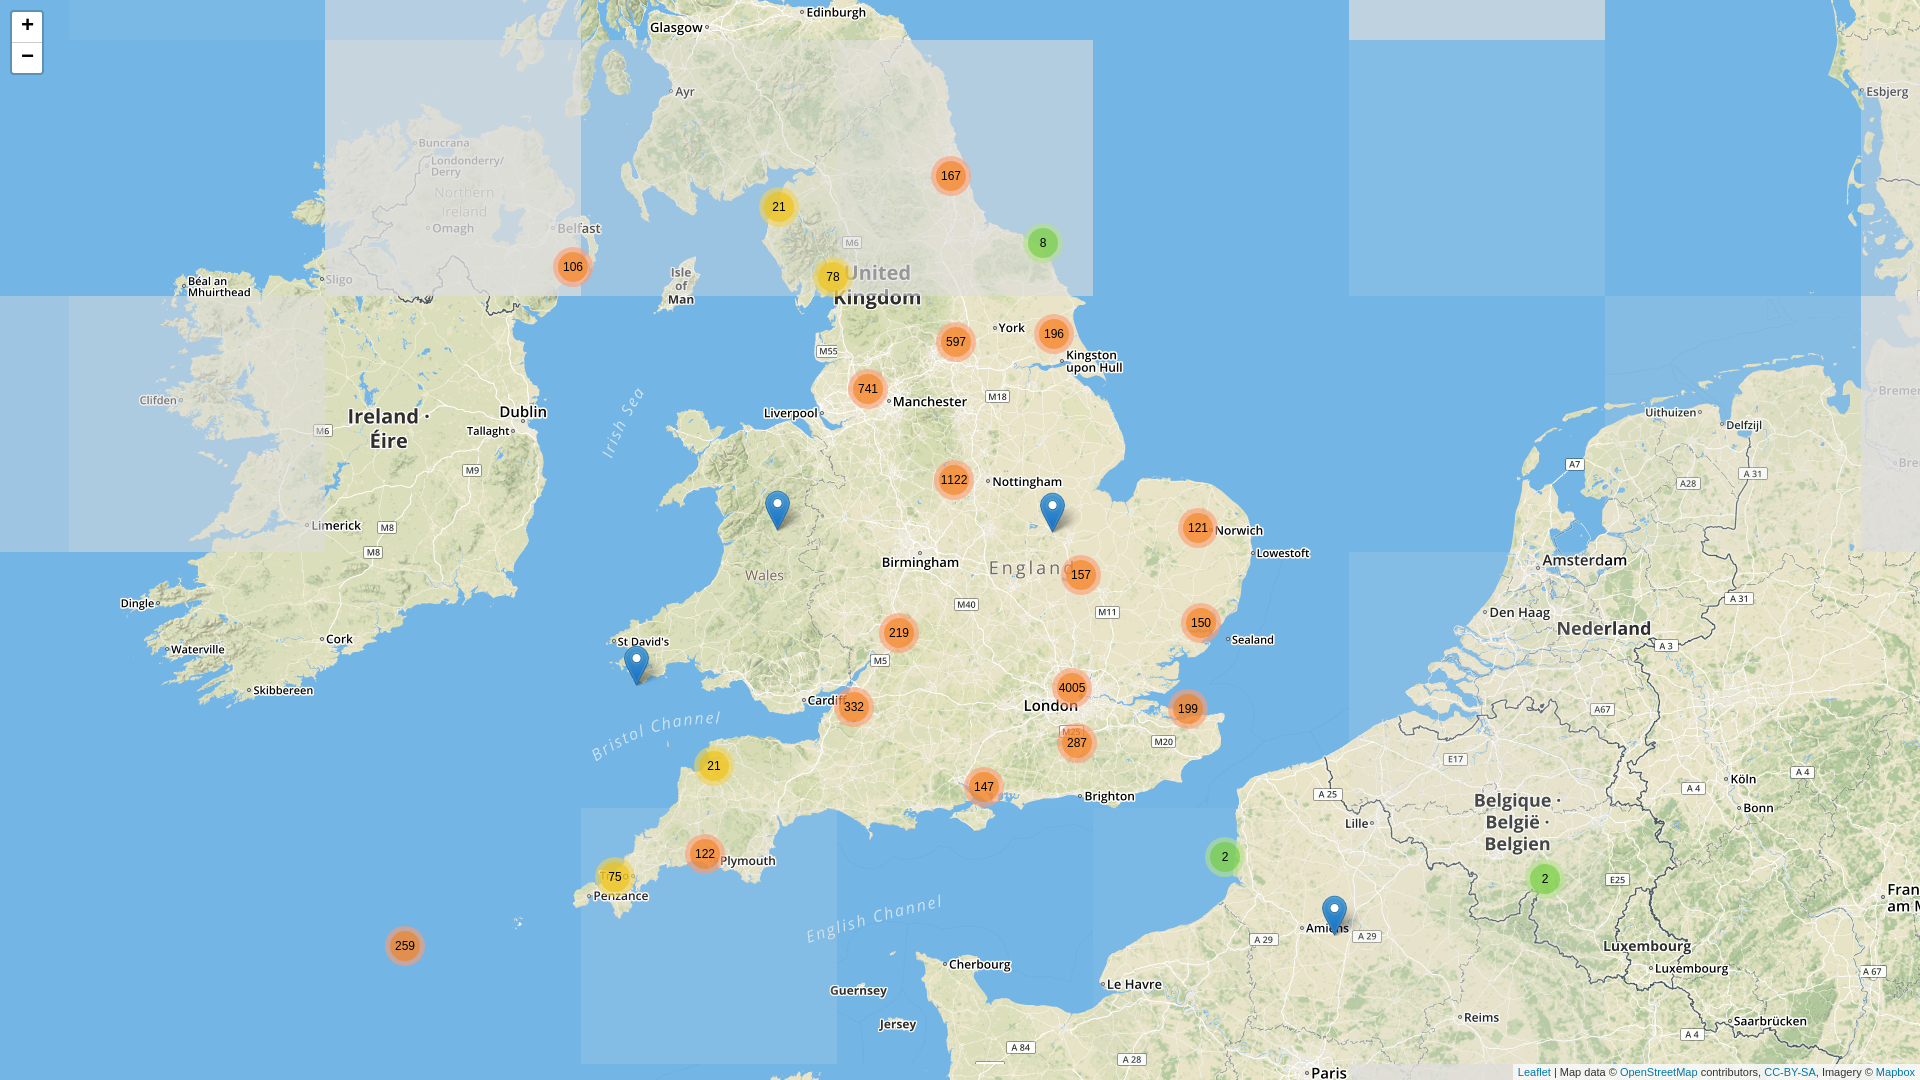 +
−
Edinburgh
Glasgow
Ayr
Esbjerg
Buncrana
Londonderry/
Derry
Northern
Ireland
Omagh
Belfast
167
21
8
M6
106
78
United
Kingdom
Isle
of
Man
Sligo
Béal an
Mhuirthead
York
196
597
Kingston
upon Hull
M55
741
Manchester
M18
Liverpool
Irish Sea
Clifden
Ireland ·
Éire
Dublin
Tallaght
M6
M9
Uithuizen
Delfzijl
A7
A 31
A28
1122
Nottingham
Limerick
M8
M8
121
Norwich
Lowestoft
Birmingham
England
157
Wales
Amsterdam
M40
M11
A 31
Den Haag
Nederland
Dingle
Cork
Waterville
Skibbereen
St David's
219
150
Sealand
M5
A 3
4005
London
Cardiff
332
199
A67
Bristol Channel
M25
287
M20
E17
21
147
Brighton
A 25
Köln
A 4
A 4
Bonn
Belgique ·
België ·
Belgien
Lille
122
Plymouth
75
Penzance
2
2
E25
259
English Channel
Amiens
A 29
A 29
Luxembourg
Luxembourg
A 67
Cherbourg
Le Havre
Guernsey
Jersey
Reims
Saarbrücken
A 84
A 28
A 4
Paris
Leaflet | Map data © OpenStreetMap contributors, CC-BY-SA, Imagery © Mapbox